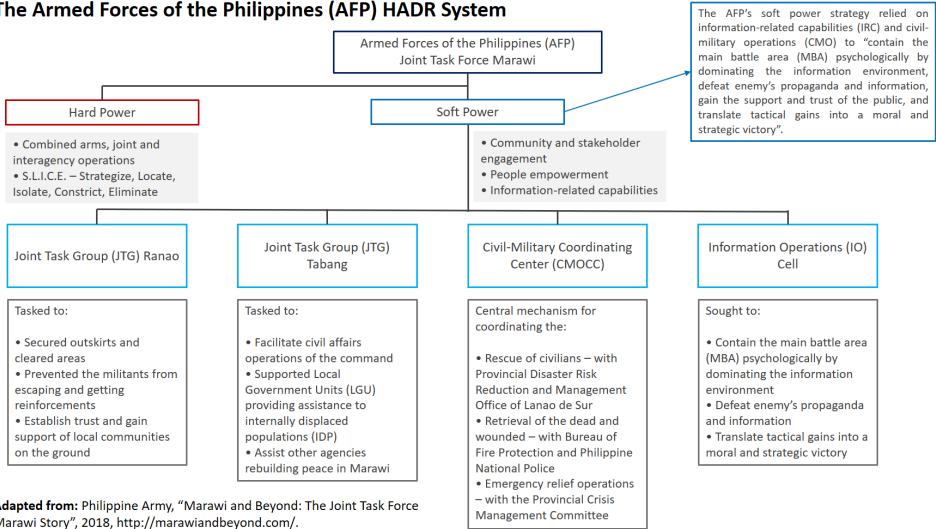 The Armed Forces of the Philippines (AFP) HADR System
The AFP's soft power strategy relied on
information-related capabilities (IRC) and civil-
military operations (CMO) to “contain the
main battle area (MBA) psychologically by
dominating the information environment,
defeat enemy's propaganda and information,
gain the support and trust of the public, and
translate tactical gains into a moral and
strategic victory”.
Armed Forces of the Philippines (AFP)
Joint Task Force Marawi
Hard Power
Soft Power
• Combined arms, joint and
interagency operations
• S.L.I.C.E. – Strategize, Locate,
Isolate, Constrict, Eliminate
• Community and stakeholder
engagement
• People empowerment
• Information-related capabilities
Joint Task Group (JTG) Ranao
Joint Task Group (JTG)
Tabang
Civil-Military Coordinating
Center (CMOCC)
Information Operations (IO)
Cell
Tasked to:
• Secured outskirts and
cleared areas
• Prevented the militants from
escaping and getting
reinforcements
• Establish trust and gain
support of local communities
on the ground
Tasked to:
• Facilitate civil affairs
operations of the command
• Supported Local
Government Units (LGU)
providing assistance to
internally displaced
populations (IDP)
• Assist other agencies
rebuilding peace in Marawi
Central mechanism for
coordinating the:
• Rescue of civilians – with
Provincial Disaster Risk
Reduction and Management
Office of Lanao de Sur
• Retrieval of the dead and
wounded – with Bureau of
Fire Protection and Philippine
National Police
• Emergency relief operations
– with the Provincial Crisis
Management Committee
Sought to:
• Contain the main battle area
(MBA) psychologically by
dominating the information
environment
• Defeat enemy's propaganda
and information
• Translate tactical gains into a
moral and strategic victory
Adapted from: Philippine Army, “Marawi and Beyond: The Joint Task Force
Marawi Story”, 2018, http://marawiandbeyond.com/.